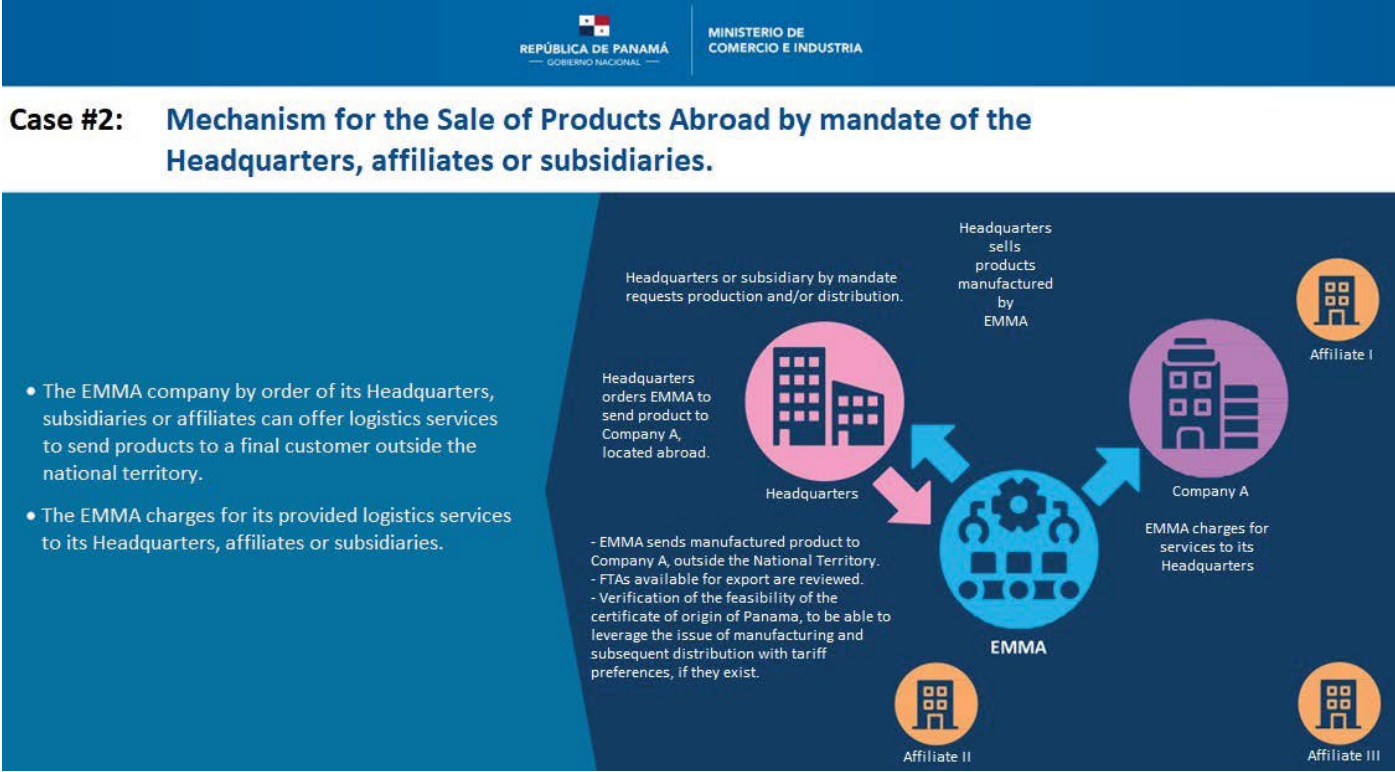 REPÚBLICA DE PANAMÁ
— GOBIERNO NACIONAL —
MINISTERIO DE
COMERCIO E INDUSTRIA
Case #2: Mechanism for the Sale of Products Abroad by mandate of the
Headquarters, affiliates or subsidiaries.
• The EMMA company by order of its Headquarters,
subsidiaries or affiliates can offer logistics services
to send products to a final customer outside the
national territory.
• The EMMA charges for its provided logistics services
to its Headquarters, affiliates or subsidiaries.
Headquarters or subsidiary by mandate
requests production and/or distribution.
Headquarters
sells
products
manufactured
by
EMMA
Affiliate I
Headquarters
orders EMMA to
send product to
Company A,
located abroad.
Headquarters
Company A
EMMA charges for
services to its
Headquarters
- EMMA sends manufactured product to
Company A, outside the National Territory.
- FTAs available for export are reviewed.
- Verification of the feasibility of the
certificate of origin of Panama, to be able to
leverage the issue of manufacturing and
subsequent distribution with tariff
preferences, if they exist.
EMMA
Affiliate II
Affiliate III